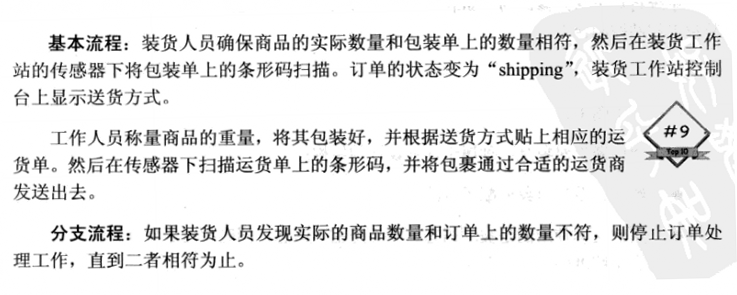 基本流程：装货人员确保商品的实际数量和包装单上的数量相符，然后在装货工作
站的传感器下将包装单上的条形码扫描。订单的状态变为“shipping”，装货工作站控制
台上显示送货方式。
工作人员称量商品的重量，将其包装好，并根据送货方式贴上相应的运
货单。然后在传感器下扫描运货单上的条形码，并将包裹通过合适的运货商
发送出去。
#9
Top 10
分支流程：如果装货人员发现实际的商品数量和订单上的数量不符，则停止订单处
理工作，直到二者相符为止。